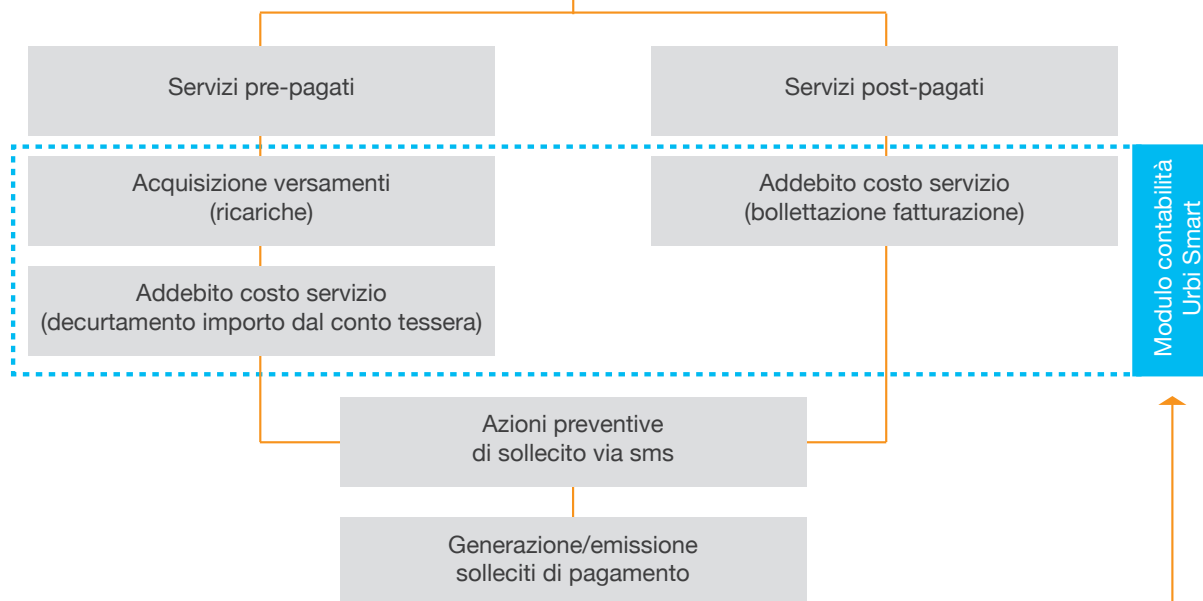 Servizi pre-pagati
Servizi post-pagati
Acquisizione versamenti
(ricariche)
Addebito costo servizio
(bollettazione fatturazione)
Addebito costo servizio
(decurtamento importo dal conto tessera)
Modulo contabilità
Urbi Smart
Azioni preventive
di sollecito via sms
Generazione/emissione
solleciti di pagamento